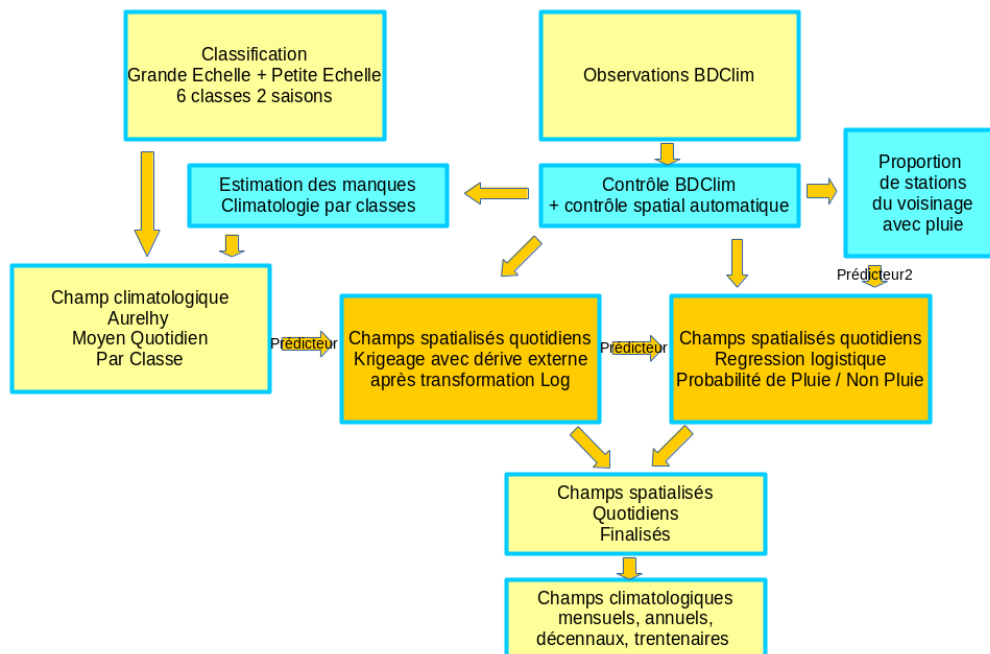 Classification
Grande Echelle + Petite Echelle
6 classes 2 saisons
Observations BDClim
Estimation des manques
Climatologie par classes
Contrôle BDClim
+ contrôle spatial automatique
Proportion
de stations
du voisinage
avec pluie
Prédicteur2
Champ climatologique
Aurelhy
Moyen Quotidien
Par Classe
Prédicteur
Champs spatialisés quotidiens
Krigeage avec dérive externe
après transformation Log
Prédicteur
Champs spatialisés quotidiens
Regression logistique
Probabilité de Pluie / Non Pluie
Champs spatialisés
Quotidiens
Finalisés
Champs climatologiques
mensuels, annuels,
décennaux, trentenaires